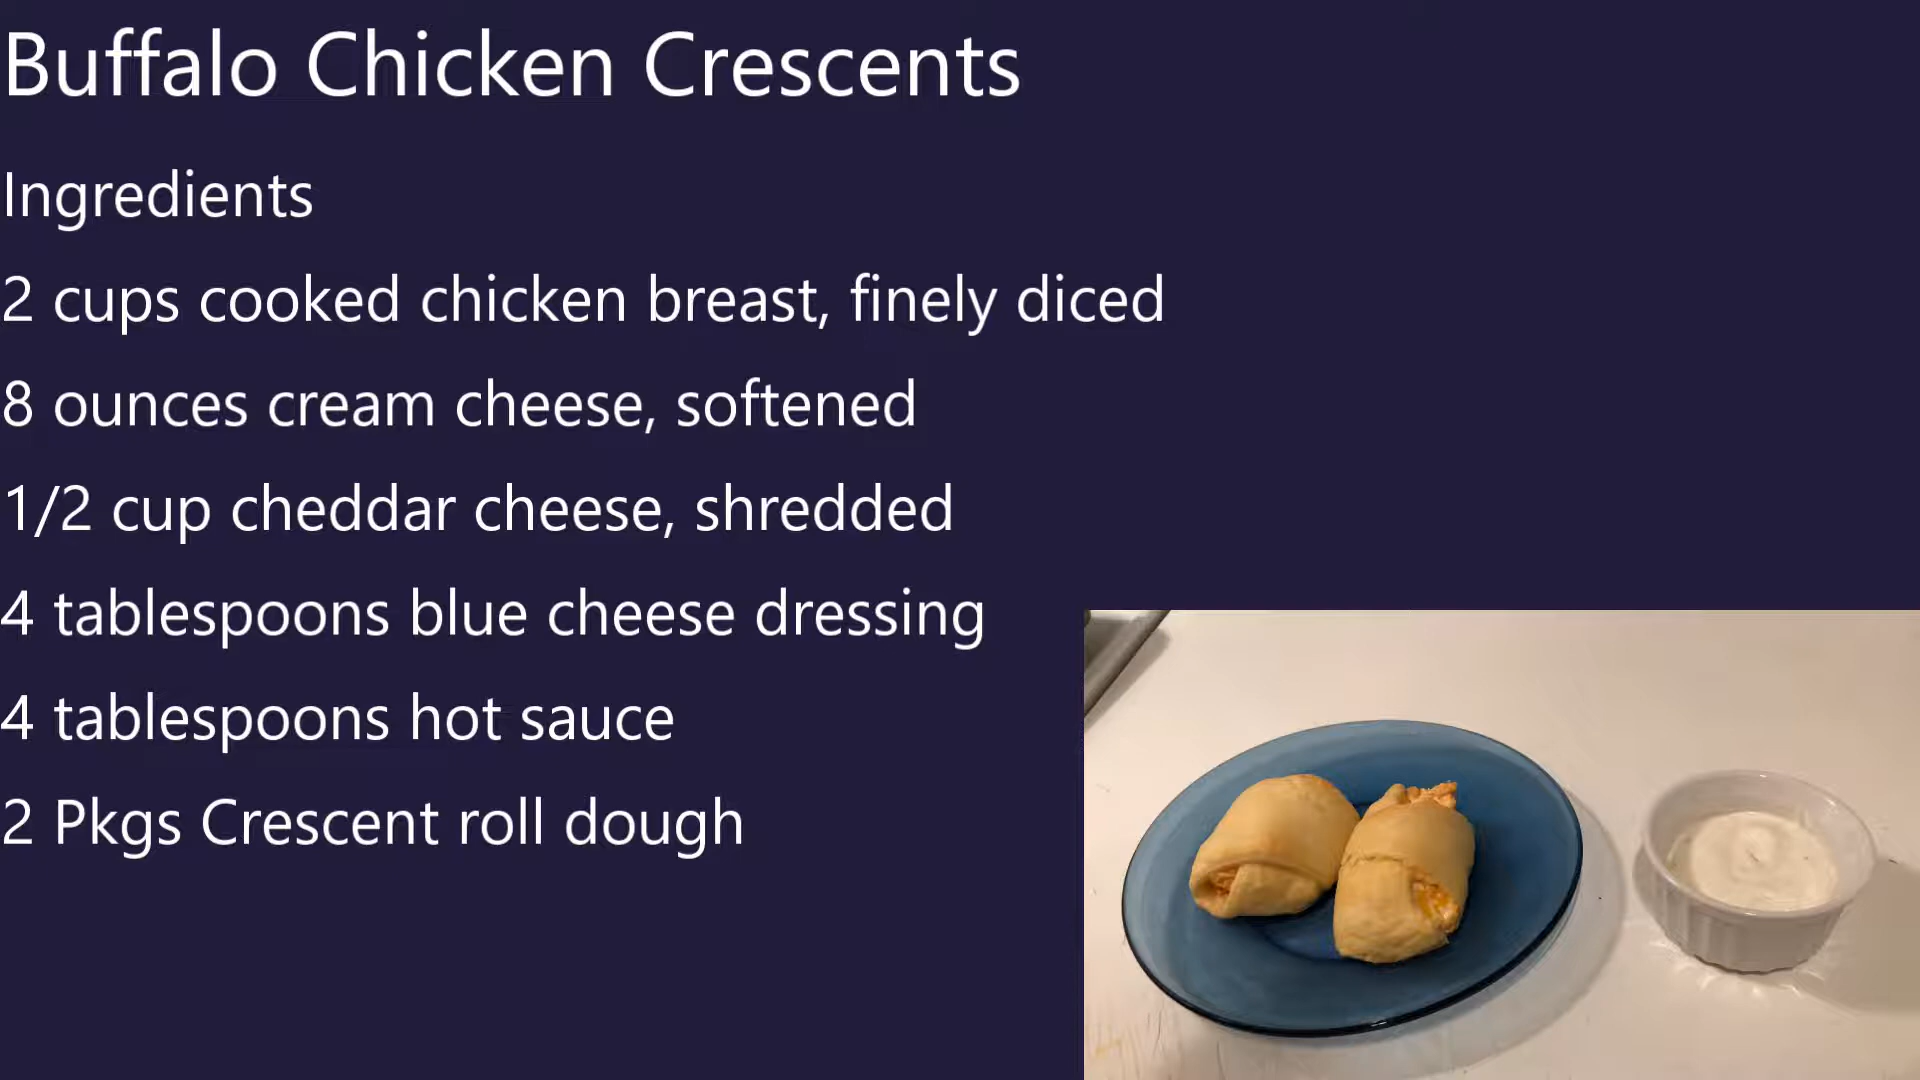 Buffalo Chicken Crescents
Ingredients
2 cups cooked chicken breast, finely diced
8 ounces cream cheese, softened
1/2 cup cheddar cheese, shredded
4 tablespoons blue cheese dressing
4 tablespoons hot sauce
2 Pkgs Crescent roll dough